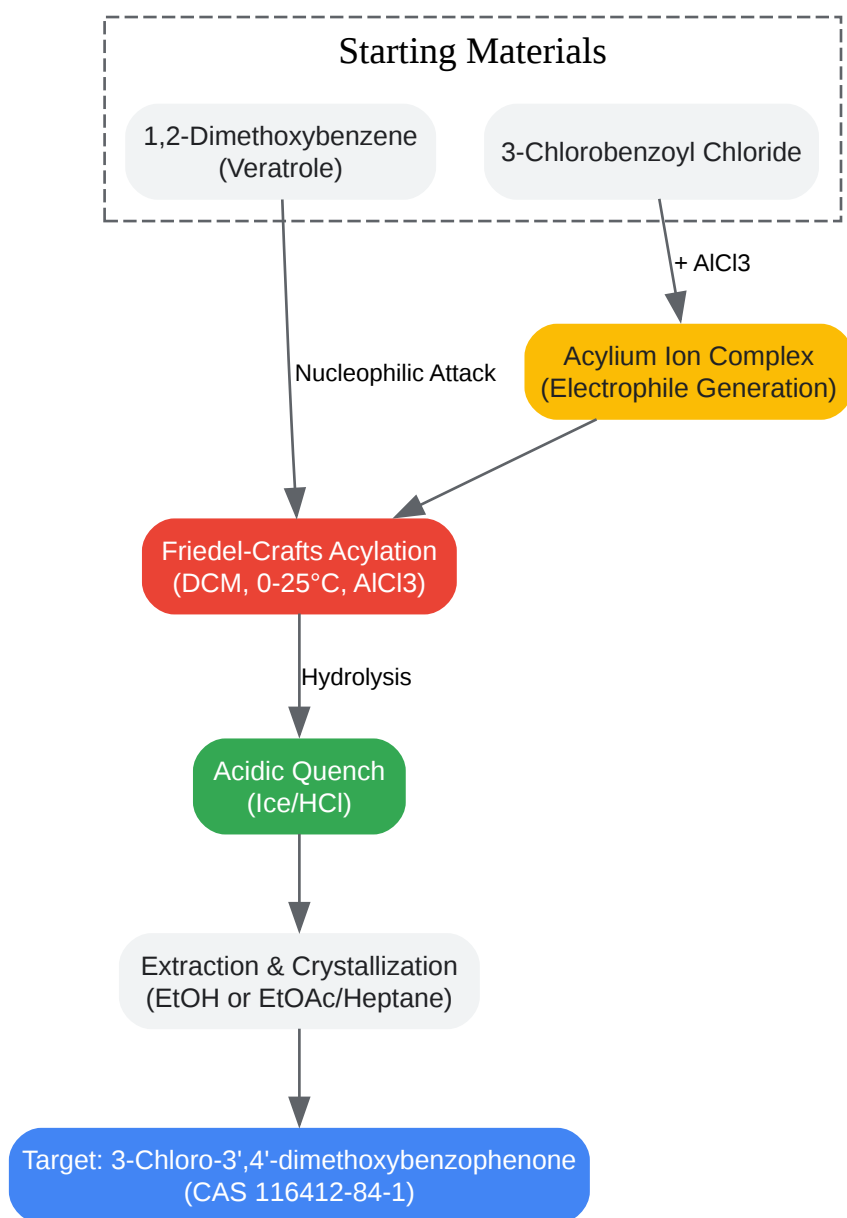 Starting Materials
1,2-Dimethoxybenzene
(Veratrole)
3-Chlorobenzoyl Chloride
+ AlCl3
Acylium Ion Complex
(Electrophile Generation)
Nucleophilic Attack
Friedel-Crafts Acylation
(DCM, 0-25°C, AlCl3)
Hydrolysis
Acidic Quench
(Ice/HCl)
Extraction & Crystallization
(EtOH or EtOAc/Heptane)
Target: 3-Chloro-3',4'-dimethoxybenzophenone
(CAS 116412-84-1)